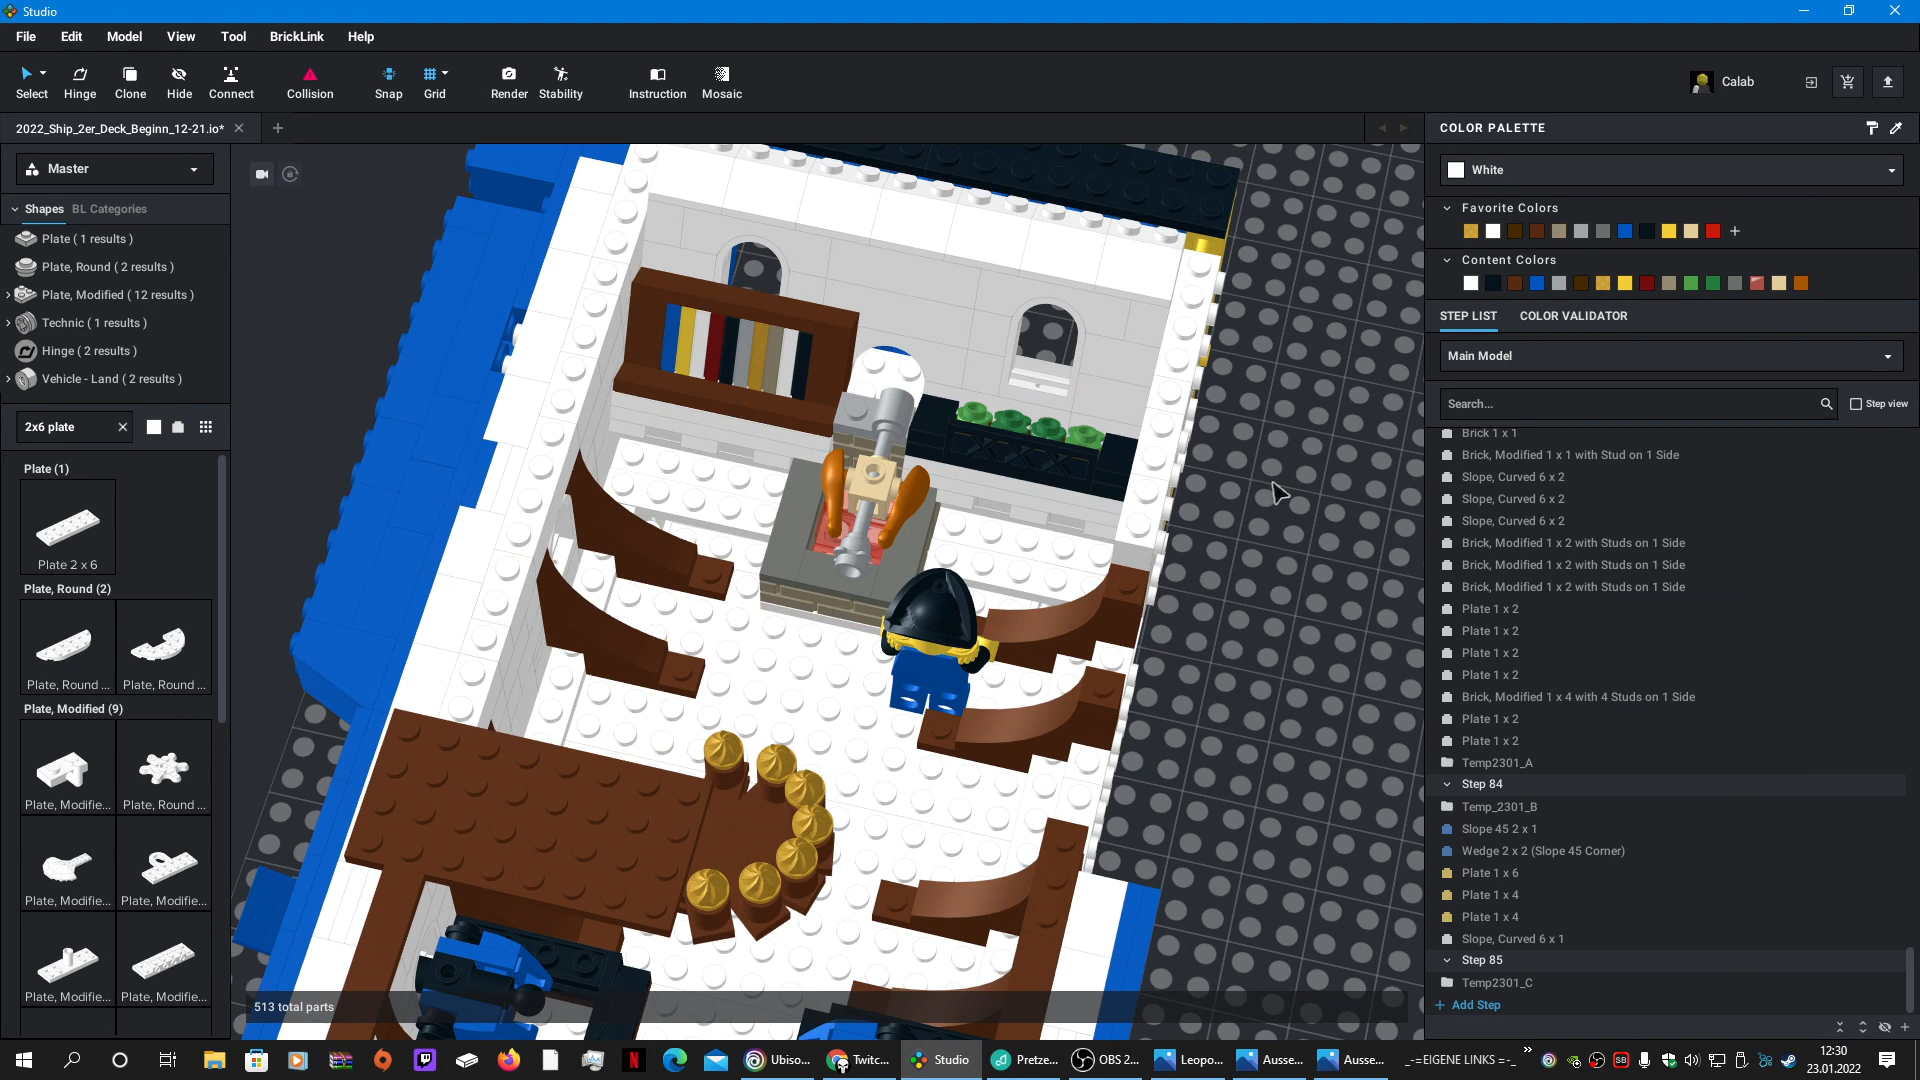 Studio
File Edit Model View Tool BrickLink Help
Select Hinge Clone Hide Connect Collision Snap Grid Render Stability Instruction Mosaic
Calab
2022_Ship_2er_Deck_Beginn_12-21.io*
Master
Shapes BL Categories
Plate ( 1 results )
Plate, Round ( 2 results )
Plate, Modified ( 12 results )
Technic ( 1 results )
Hinge ( 2 results )
Vehicle - Land ( 2 results )
2x6 plate
Plate (1)
Plate 2 x 6
Plate, Round (2)
Plate, Round ... Plate, Round ...
Plate, Modified (9)
Plate, Modifie... Plate, Round ...
Plate, Modifie... Plate, Modifie...
Plate, Modifie... Plate, Modifie...
513 total parts
COLOR PALETTE
White
Favorite Colors
Content Colors
STEP LIST COLOR VALIDATOR
Main Model
Search... Step view
Brick 1 x 1
Brick, Modified 1 x 1 with Stud on 1 Side
Slope, Curved 6 x 2
Slope, Curved 6 x 2
Slope, Curved 6 x 2
Brick, Modified 1 x 2 with Studs on 1 Side
Brick, Modified 1 x 2 with Studs on 1 Side
Brick, Modified 1 x 2 with Studs on 1 Side
Plate 1 x 2
Plate 1 x 2
Plate 1 x 2
Plate 1 x 2
Brick, Modified 1 x 4 with 4 Studs on 1 Side
Plate 1 x 2
Plate 1 x 2
Temp2301_A
Step 84
Temp_2301_B
Slope 45 2 x 1
Wedge 2 x 2 (Slope 45 Corner)
Plate 1 x 6
Plate 1 x 4
Plate 1 x 4
Slope, Curved 6 x 1
Step 85
Temp2301_C
+ Add Step
Ubiso... Twitc... Studio Pretze... OBS 2... Leopo... Ausse... Ausse... _-=EIGENE LINKS =-_ SB 12:30
23.01.2022